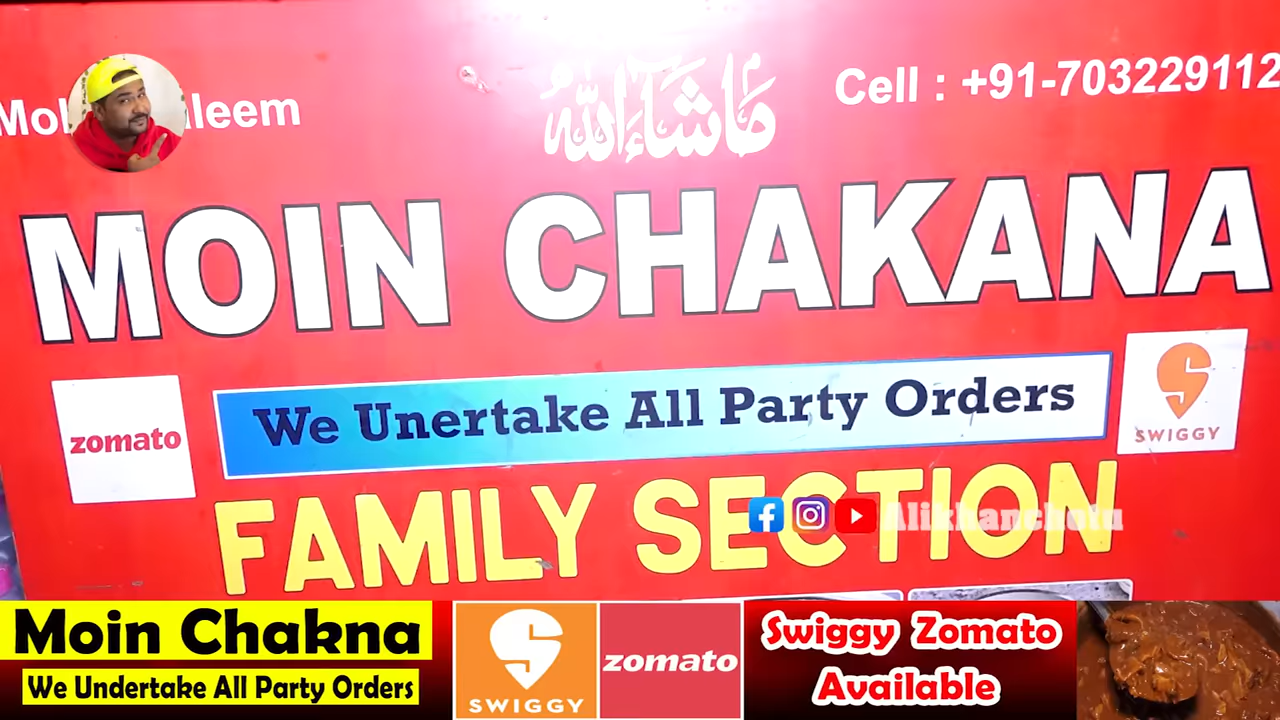 ماشاءالله
Cell : +91-703229112
MOIN CHAKANA
zomato
We Unertake All Party Orders
SWIGGY
FAMILY SECTION
Alikhanchotu
Moin Chakna
We Undertake All Party Orders
SWIGGY
zomato
Swiggy Zomato
Available